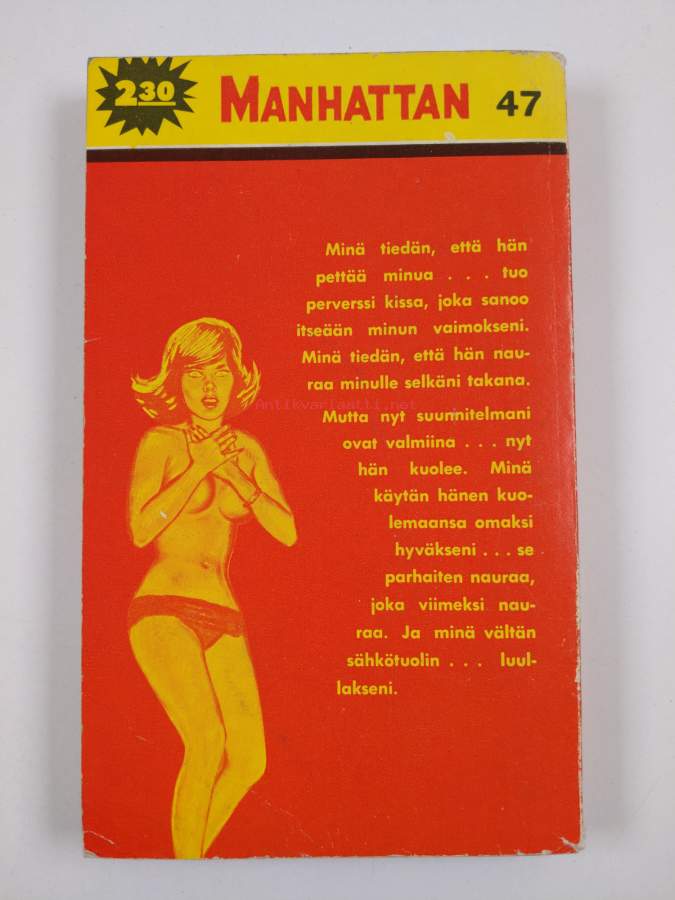 2 30
MANHATTAN 47
Minä tiedän, että hän
pettää minua . . . tuo
perverssi kissa, joka sanoo
itseään minun vaimokseni.
Minä tiedän, että hän nau-
raa minulle selkäni takana.
Antikvariaatti.net
Mutta nyt suunnitelmani
ovat valmiina . . . nyt
hän kuolee. Minä
käytän hänen kuo-
lemaansa omaksi
hyväkseni . . . se
parhaiten nauraa,
joka viimeksi nau-
raa. Ja minä vältän
sähkötuolin . . . luul-
lakseni.